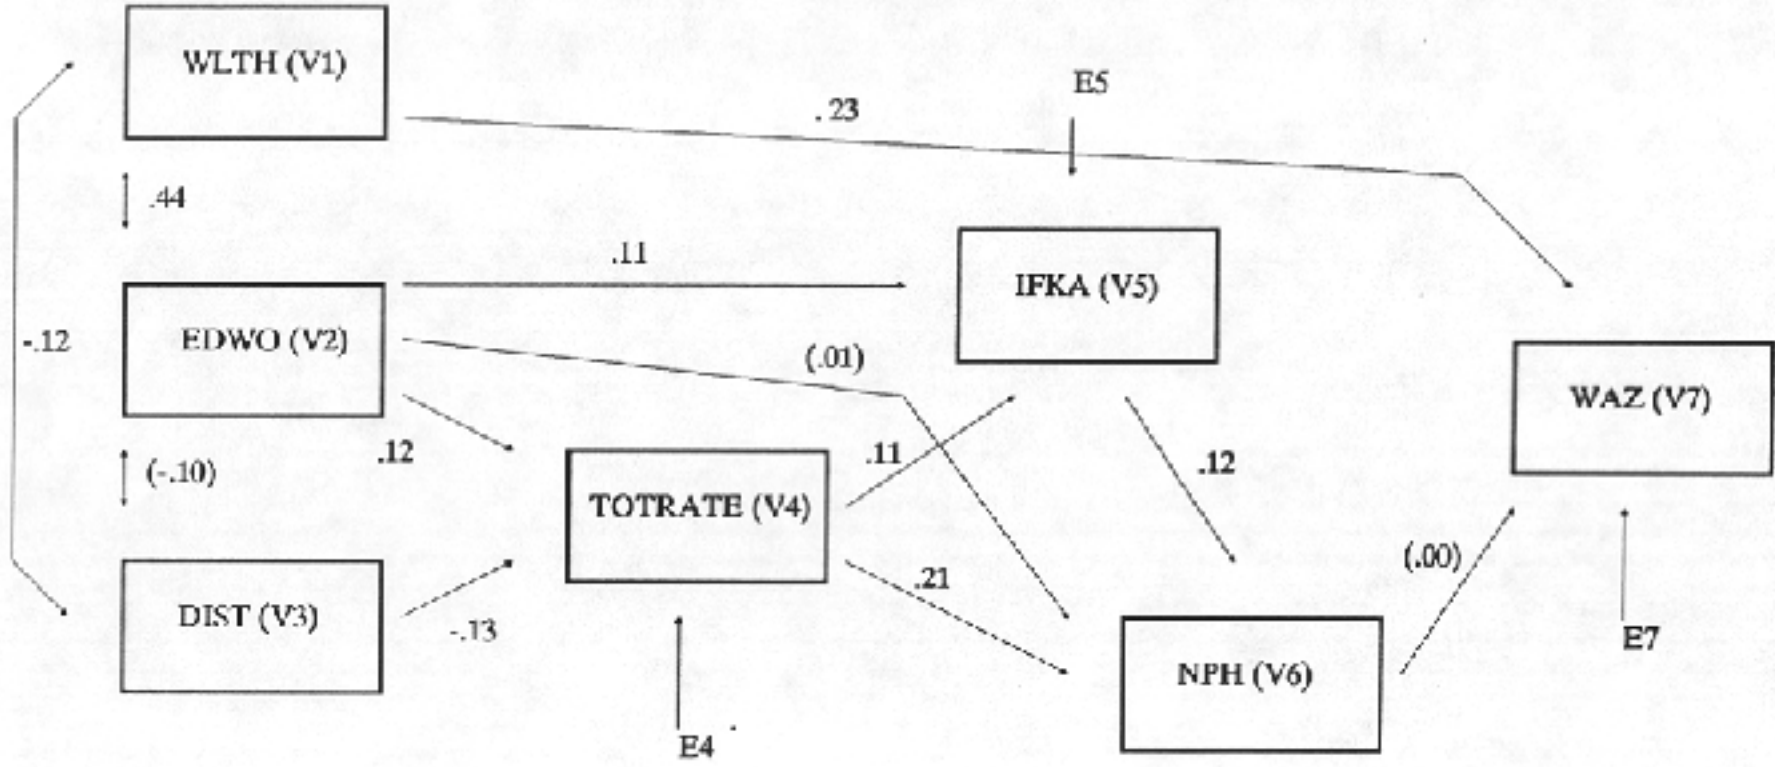 WLTH (V1)
E5
.23
.44
.11
IFKA (V5)
-.12
EDWO (V2)
(.01)
WAZ (V7)
.12
.11
.12
(-.10)
TOTRATE (V4)
(.00)
.21
DIST (V3)
-.13
E7
NPH (V6)
E4